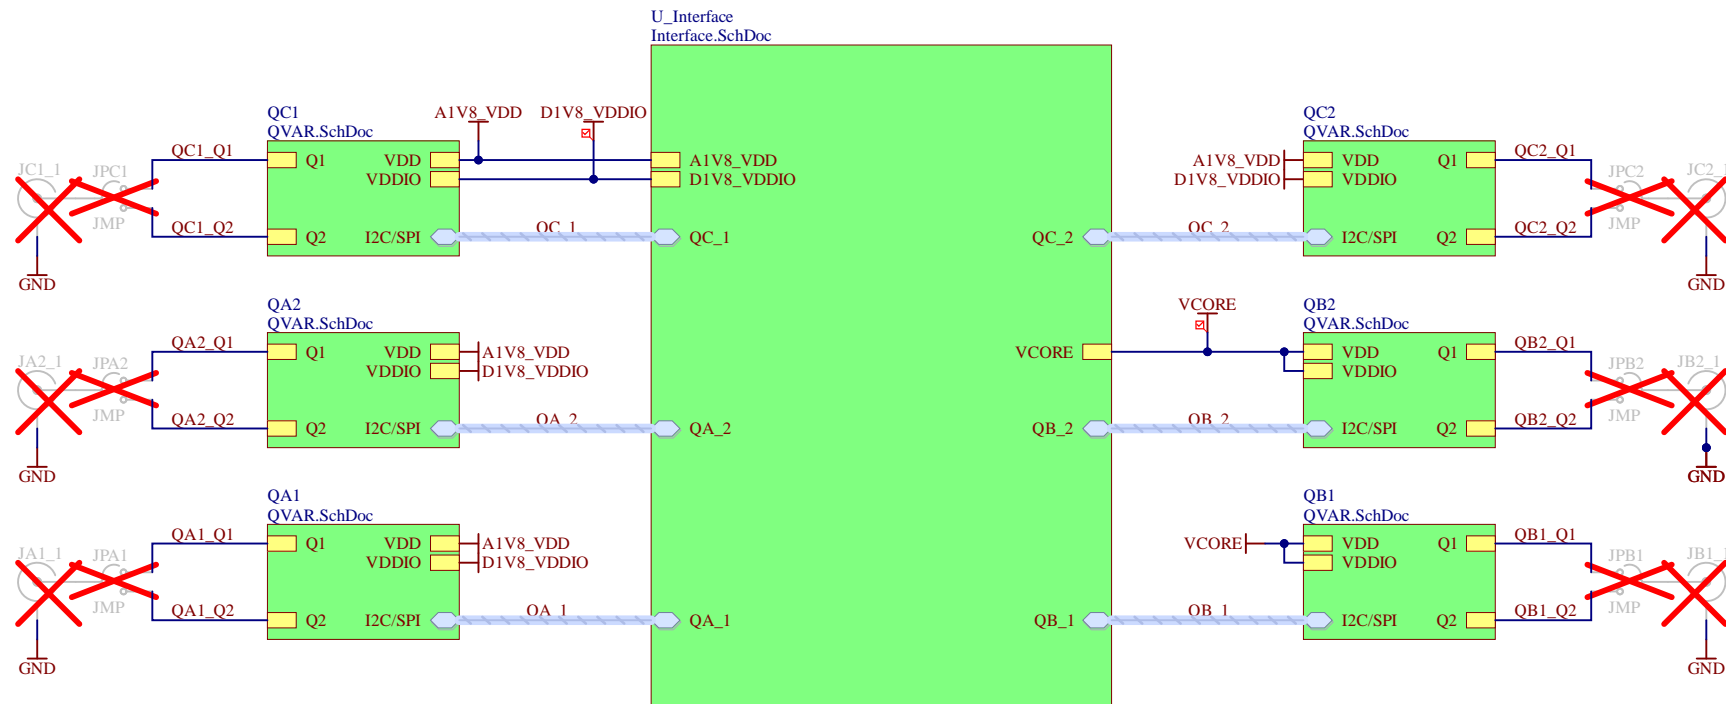 U_Interface
Interface.SchDoc
QC1
QVAR.SchDoc
A1V8_VDD
D1V8_VDDIO
JC1_1
JPC1
JMP
QC1_Q1
QC1_Q2
Q1
Q2
VDD
VDDIO
I2C/SPI
GND
QC_1
A1V8_VDD
D1V8_VDDIO
QC_1
QA2
QVAR.SchDoc
JA2_1
JPA2
JMP
QA2_Q1
QA2_Q2
Q1
Q2
VDD
VDDIO
I2C/SPI
A1V8_VDD
D1V8_VDDIO
GND
QA_2
QA_2
QA1
QVAR.SchDoc
JA1_1
JPA1
JMP
QA1_Q1
QA1_Q2
Q1
Q2
VDD
VDDIO
I2C/SPI
A1V8_VDD
D1V8_VDDIO
GND
QA_1
QA_1
QC2
QVAR.SchDoc
A1V8_VDD
D1V8_VDDIO
VDD
VDDIO
I2C/SPI
Q1
Q2
QC2_Q1
QC2_Q2
JPC2
JMP
JC2_1
GND
QC_2
QC_2
VCORE
VCORE
QB2
QVAR.SchDoc
VDD
VDDIO
I2C/SPI
Q1
Q2
QB2_Q1
QB2_Q2
JPB2
JMP
JB2_1
GND
QB_2
QB_2
QB1
QVAR.SchDoc
VCORE
VDD
VDDIO
I2C/SPI
Q1
Q2
QB1_Q1
QB1_Q2
JPB1
JMP
JB1_1
GND
QB_1
QB_1